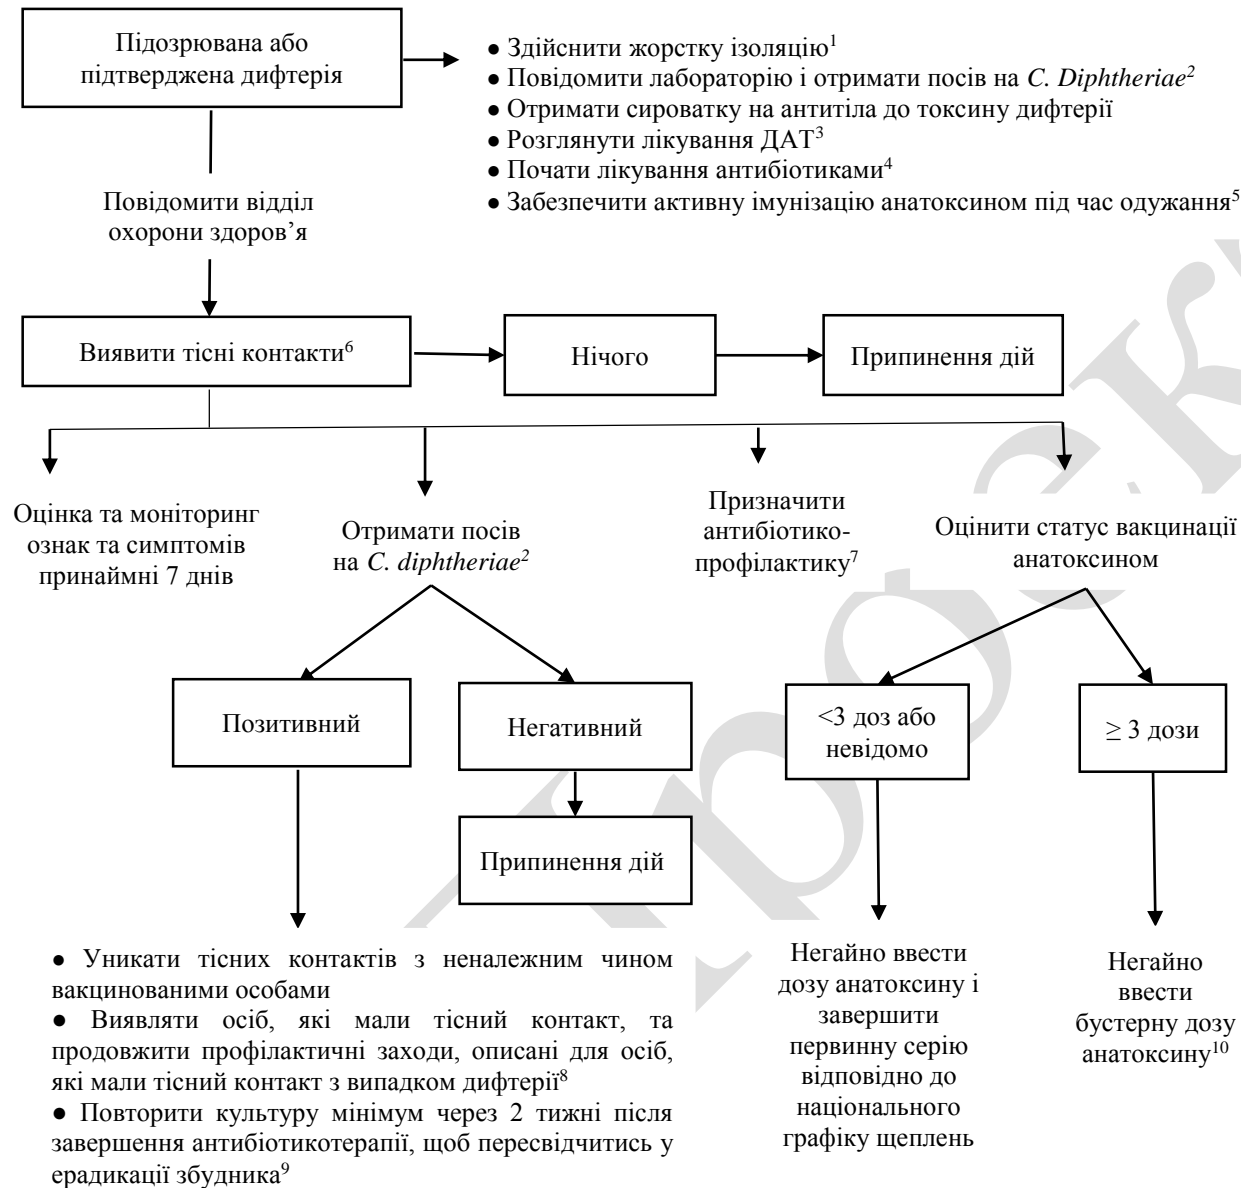 Підозрювана або
підтверджена дифтерія
● Здійснити жорстку ізоляцію¹
● Повідомити лабораторію і отримати посів на C. Diphtheriae²
● Отримати сироватку на антитіла до токсину дифтерії
● Розглянути лікування ДАТ³
● Почати лікування антибіотиками⁴
● Забезпечити активну імунізацію анатоксином під час одужання⁵
Повідомити відділ
охорони здоров’я
Виявити тісні контакти⁶
Нічого
Припинення дій
Оцінка та моніторинг
ознак та симптомів
принаймні 7 днів
Отримати посів
на C. diphtheriae²
Призначити
антибіотико-
профілактику⁷
Оцінити статус вакцинації
анатоксином
Позитивний
Негативний
<3 доз або
невідомо
≥ 3 дози
Припинення дій
● Уникати тісних контактів з неналежним чином
вакцинованими особами
● Виявляти осіб, які мали тісний контакт, та
продовжити профілактичні заходи, описані для осіб,
які мали тісний контакт з випадком дифтерії⁸
● Повторити культуру мінімум через 2 тижні після
завершення антибіотикотерапії, щоб пересвідчитись у
ерадикації збудника⁹
Негайно ввести
дозу анатоксину і
завершити
первинну серію
відповідно до
національного
графіку щеплень
Негайно
ввести
бустерну дозу
анатоксину¹⁰